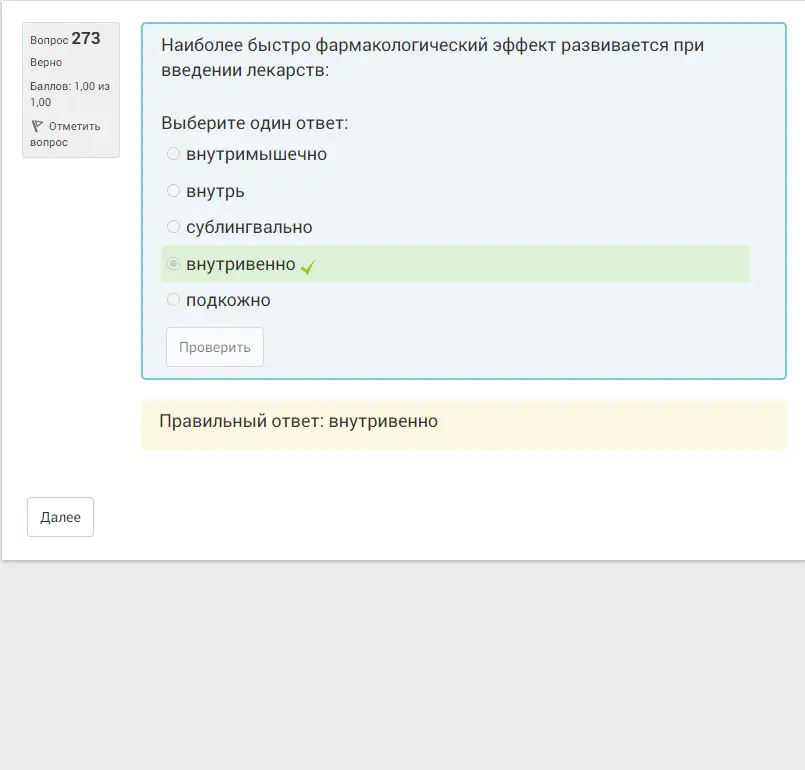 Вопрос 273
Верно
Баллов: 1,00 из
1,00
Отметить
вопрос
Наиболее быстро фармакологический эффект развивается при
введении лекарств:
Выберите один ответ:
внутримышечно
внутрь
сублингвально
внутривенно
подкожно
Проверить
Правильный ответ: внутривенно
Далее